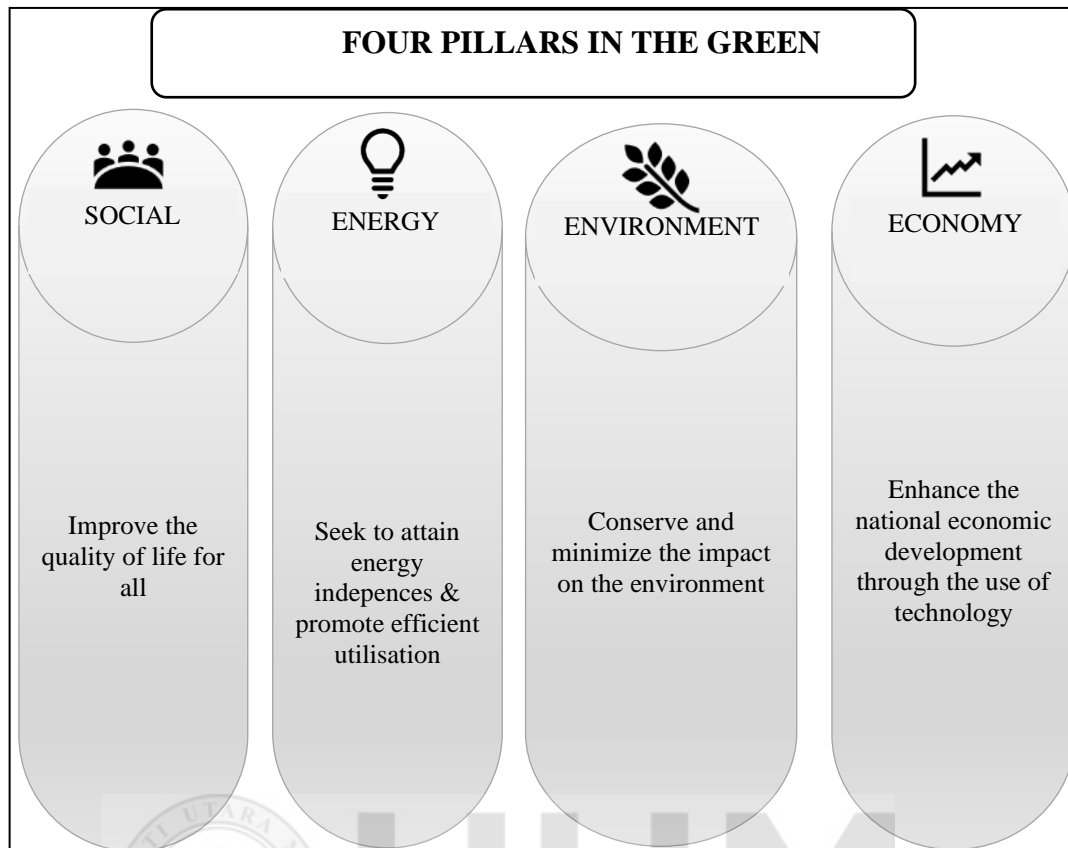 FOUR PILLARS IN THE GREEN
SOCIAL
Improve the
quality of life for
all
ENERGY
Seek to attain
energy
indepences &
promote efficient
utilisation
ENVIRONMENT
Conserve and
minimize the impact
on the environment
ECONOMY
Enhance the
national economic
development
through the use of
technology
UTARA